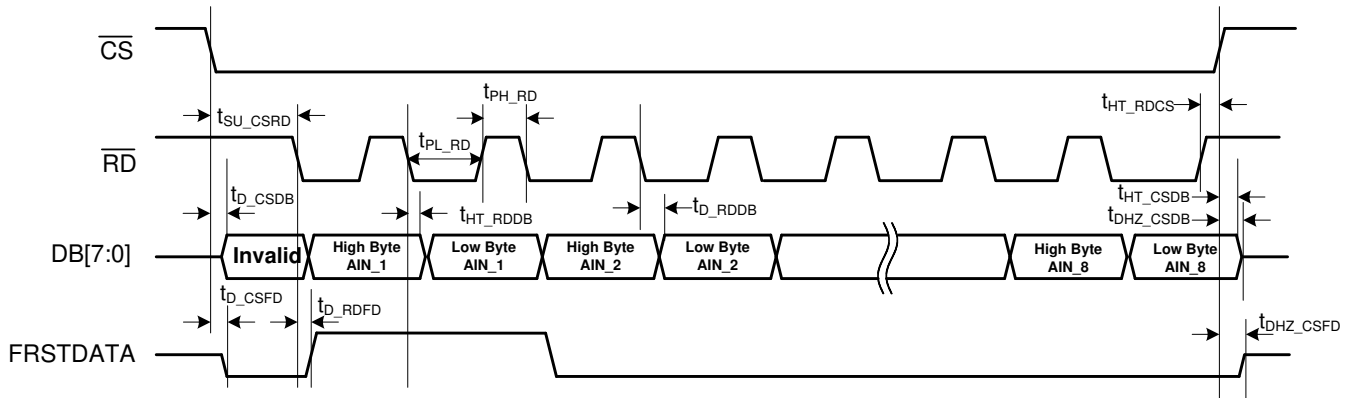 CS
tPH_RD
tHT_RDCS
tSU_CSRD
tPL_RD
RD
tD_CSDB
tHT_RDDB
tD_RDDB
tHT_CSDB
tDHZ_CSDB
DB[7:0]
Invalid
High Byte
AIN_1
Low Byte
AIN_1
High Byte
AIN_2
Low Byte
AIN_2
High Byte
AIN_8
Low Byte
AIN_8
tD_CSFD
tD_RDFD
tDHZ_CSFD
FRSTDATA